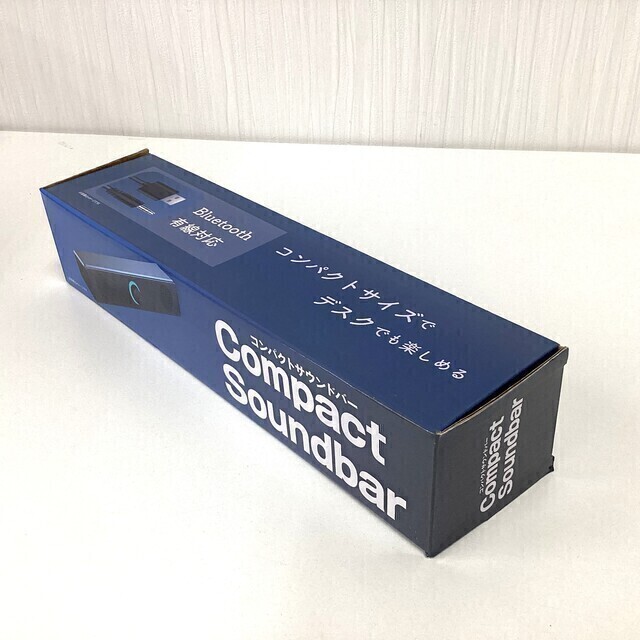 Bluetooth
有線対応
コンパクトサイズで
デスクでも楽しめる
コンパクトサウンドバー
Compact
Soundbar
コンパクトサウンドバー
Compact
Soundbar